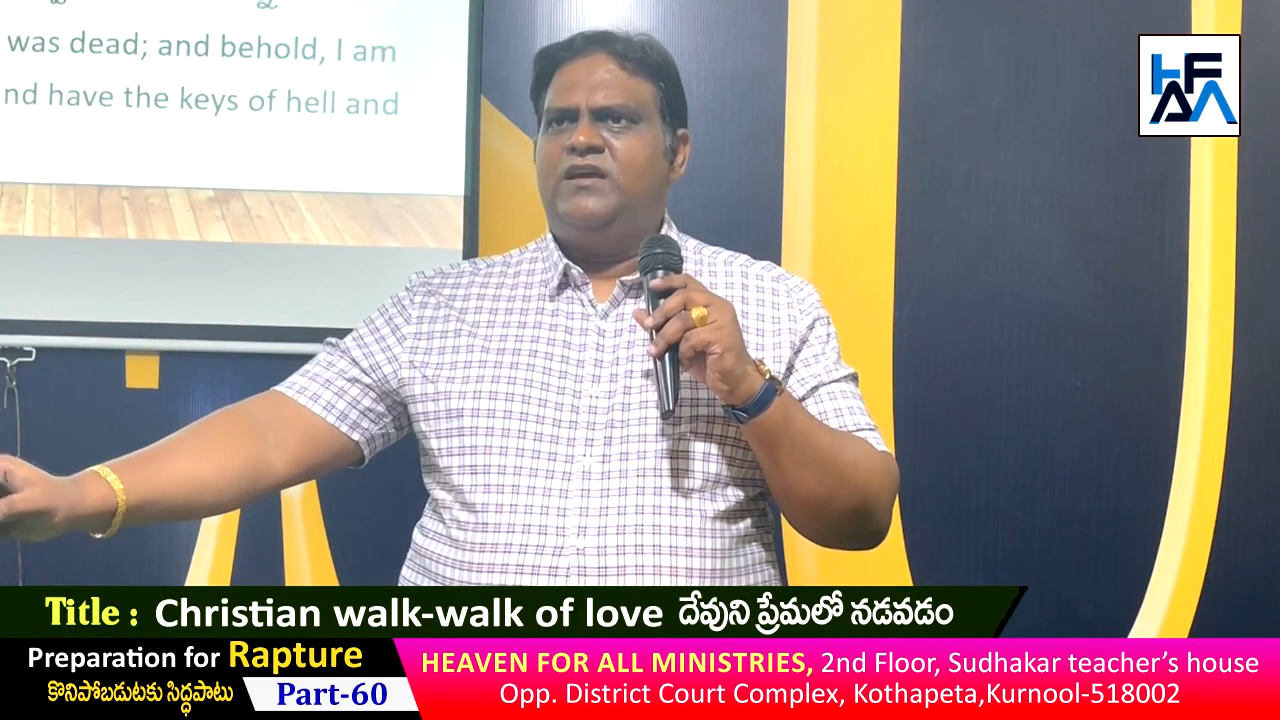 was dead; and behold, I am
nd have the keys of hell and
HFAM
Title : Christian walk-walk of love దేవుని ప్రేమలో నడవడం
Preparation for Rapture
కొనిపోబడుటకు సిద్ధపాటు
Part-60
HEAVEN FOR ALL MINISTRIES, 2nd Floor, Sudhakar teacher’s house
Opp. District Court Complex, Kothapeta,Kurnool-518002